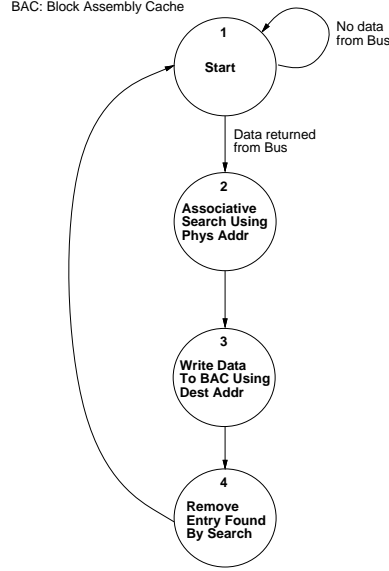 BAC: Block Assembly Cache
1
Start
No data
from Bus
Data returned
from Bus
2
Associative
Search Using
Phys Addr
3
Write Data
To BAC Using
Dest Addr
4
Remove
Entry Found
By Search